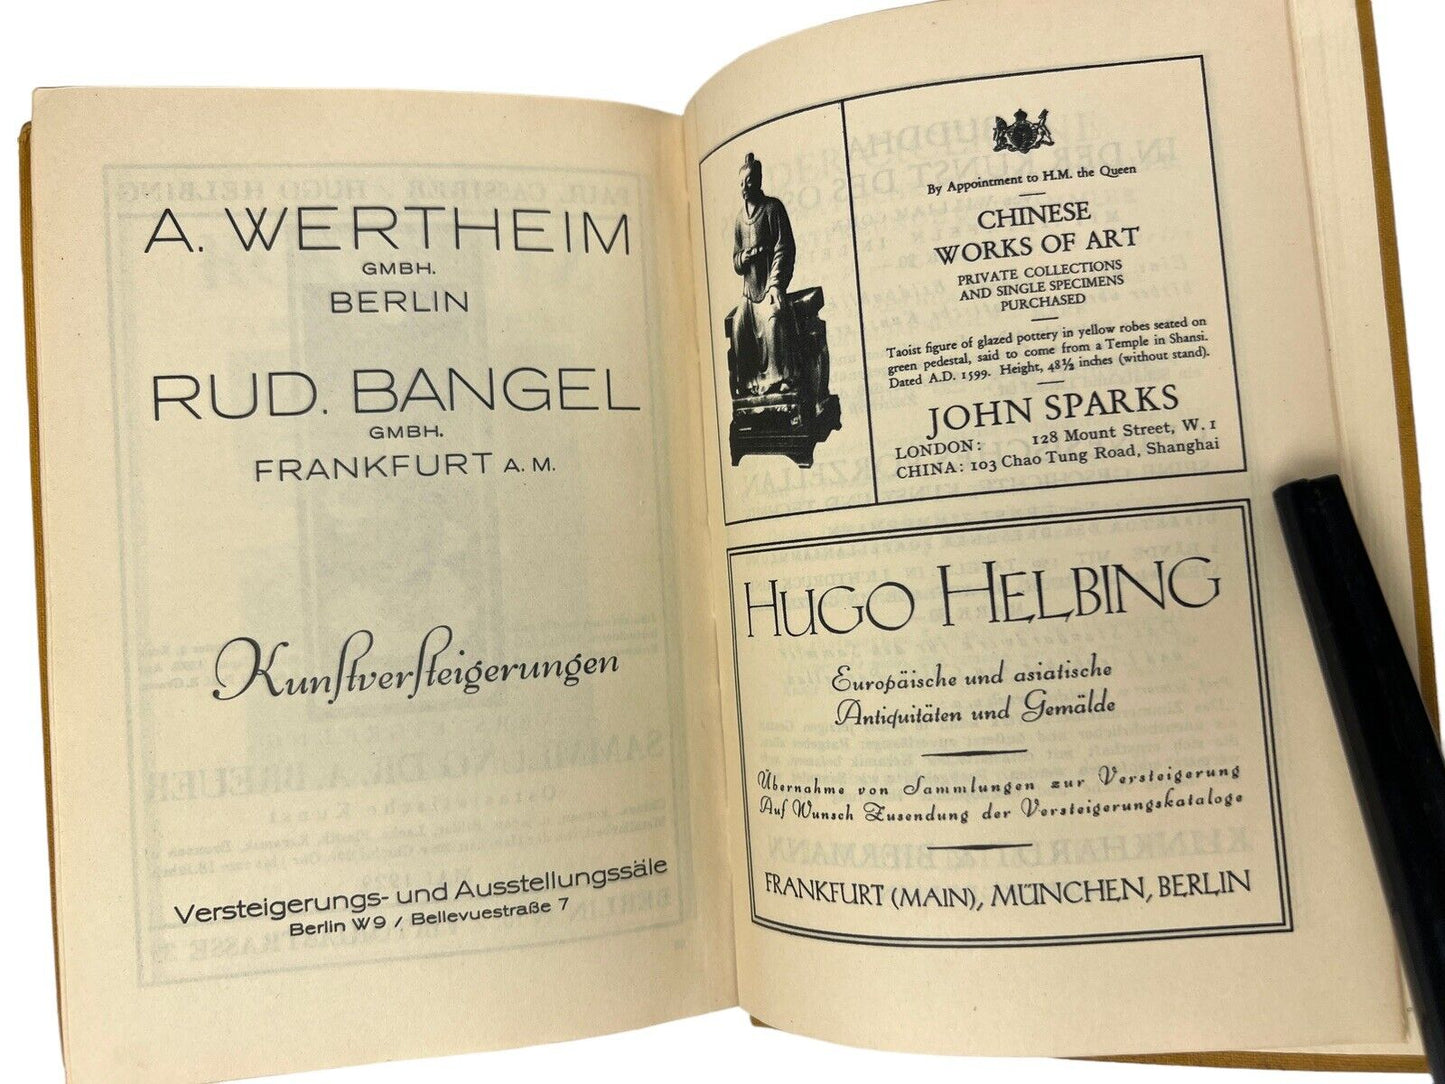 A. WERTHEIM
GMBH.
BERLIN
RUD. BANGEL
GMBH.
FRANKFURT A. M.
Kunstversteigerungen
Versteigerungs- und Ausstellungssäle
Berlin W9 / Bellevuestraße 7
By Appointment to H.M. the Queen
CHINESE
WORKS OF ART
PRIVATE COLLECTIONS
AND SINGLE SPECIMENS
PURCHASED
Taoist figure of glazed pottery in yellow robes seated on
green pedestal, said to come from a Temple in Shansi.
Dated A.D. 1599. Height, 48½ inches (without stand).
JOHN SPARKS
LONDON: 128 Mount Street, W. 1
CHINA: 103 Chao Tung Road, Shanghai
HUGO HELBING
Europäische und asiatische
Antiquitäten und Gemälde
Übernahme von Sammlungen zur Versteigerung
Auf Wunsch Zusendung der Versteigerungskataloge
FRANKFURT (MAIN), MÜNCHEN, BERLIN